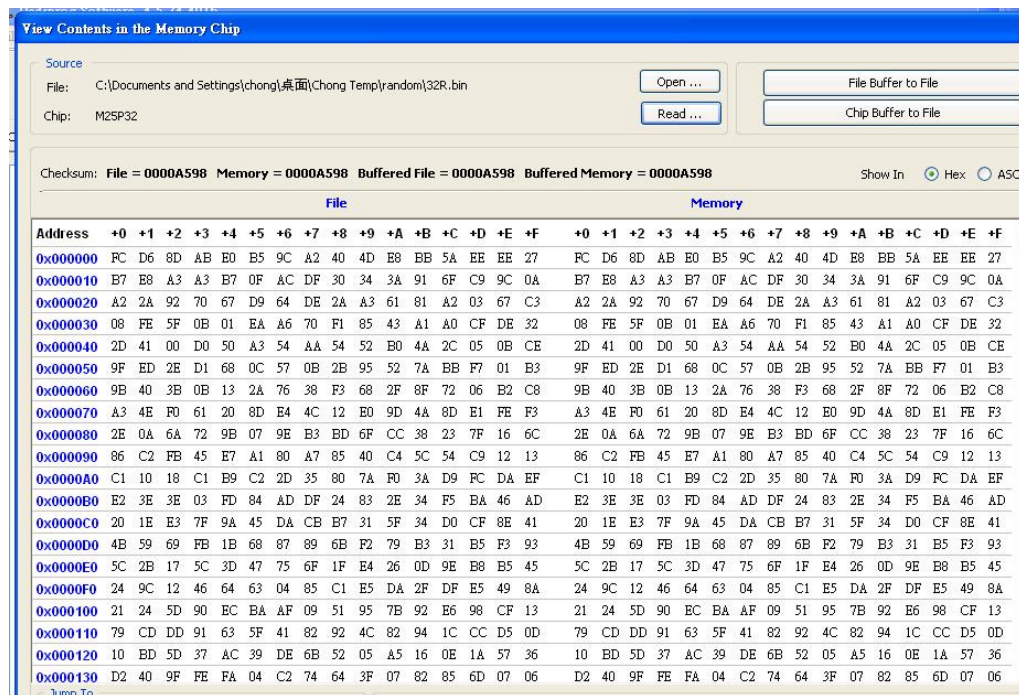 View Contents in the Memory Chip
Source
File: C:\Documents and Settings\chong\桌面\Chong Temp\random\32R.bin
Open ...
File Buffer to File
Chip: M25P32
Read ...
Chip Buffer to File
Checksum: File = 0000A598 Memory = 0000A598 Buffered File = 0000A598 Buffered Memory = 0000A598 Show In Hex ASC
File Memory
Address +0 +1 +2 +3 +4 +5 +6 +7 +8 +9 +A +B +C +D +E +F +0 +1 +2 +3 +4 +5 +6 +7 +8 +9 +A +B +C +D +E +F
0x000000 FC D6 8D AB E0 B5 9C A2 40 4D E8 BB 5A EE EE 27 FC D6 8D AB E0 B5 9C A2 40 4D E8 BB 5A EE EE 27
0x000010 B7 E8 A3 A3 B7 0F AC DF 30 34 3A 91 6F C9 9C 0A B7 E8 A3 A3 B7 0F AC DF 30 34 3A 91 6F C9 9C 0A
0x000020 A2 2A 92 70 67 D9 64 DE 2A A3 61 81 A2 03 67 C3 A2 2A 92 70 67 D9 64 DE 2A A3 61 81 A2 03 67 C3
0x000030 08 FE 5F 0B 01 EA A6 70 F1 85 43 A1 A0 CF DE 32 08 FE 5F 0B 01 EA A6 70 F1 85 43 A1 A0 CF DE 32
0x000040 2D 41 00 D0 50 A3 54 AA 54 52 B0 4A 2C 05 0B CE 2D 41 00 D0 50 A3 54 AA 54 52 B0 4A 2C 05 0B CE
0x000050 9F ED 2E D1 68 0C 57 0B 2B 95 52 7A BB F7 01 B3 9F ED 2E D1 68 0C 57 0B 2B 95 52 7A BB F7 01 B3
0x000060 9B 40 3B 0B 13 2A 76 38 F3 68 2F 8F 72 06 B2 C8 9B 40 3B 0B 13 2A 76 38 F3 68 2F 8F 72 06 B2 C8
0x000070 A3 4E F0 61 20 8D E4 4C 12 E0 9D 4A 8D E1 FE F3 A3 4E F0 61 20 8D E4 4C 12 E0 9D 4A 8D E1 FE F3
0x000080 2E 0A 6A 72 9B 07 9E B3 BD 6F CC 38 23 7F 16 6C 2E 0A 6A 72 9B 07 9E B3 BD 6F CC 38 23 7F 16 6C
0x000090 86 C2 FB 45 E7 A1 80 A7 85 40 C4 5C 54 C9 12 13 86 C2 FB 45 E7 A1 80 A7 85 40 C4 5C 54 C9 12 13
0x0000A0 C1 10 18 C1 B9 C2 2D 35 80 7A F0 3A D9 FC DA EF C1 10 18 C1 B9 C2 2D 35 80 7A F0 3A D9 FC DA EF
0x0000B0 E2 3E 3E 03 FD 84 AD DF 24 83 2E 34 F5 BA 46 AD E2 3E 3E 03 FD 84 AD DF 24 83 2E 34 F5 BA 46 AD
0x0000C0 20 1E E3 7F 9A 45 DA CB B7 31 5F 34 D0 CF 8E 41 20 1E E3 7F 9A 45 DA CB B7 31 5F 34 D0 CF 8E 41
0x0000D0 4B 59 69 FB 1B 68 87 89 6B F2 79 B3 31 B5 F3 93 4B 59 69 FB 1B 68 87 89 6B F2 79 B3 31 B5 F3 93
0x0000E0 5C 2B 17 5C 3D 47 75 6F 1F E4 26 0D 9E B8 B5 45 5C 2B 17 5C 3D 47 75 6F 1F E4 26 0D 9E B8 B5 45
0x0000F0 24 9C 12 46 64 63 04 85 C1 E5 DA 2F DF E5 49 8A 24 9C 12 46 64 63 04 85 C1 E5 DA 2F DF E5 49 8A
0x000100 21 24 5D 90 EC BA AF 09 51 95 7B 92 E6 98 CF 13 21 24 5D 90 EC BA AF 09 51 95 7B 92 E6 98 CF 13
0x000110 79 CD DD 91 63 5F 41 82 92 4C 82 94 1C CC D5 0D 79 CD DD 91 63 5F 41 82 92 4C 82 94 1C CC D5 0D
0x000120 10 BD 5D 37 AC 39 DE 6B 52 05 A5 16 0E 1A 57 36 10 BD 5D 37 AC 39 DE 6B 52 05 A5 16 0E 1A 57 36
0x000130 D2 40 9F FE FA 04 C2 74 64 3F 07 82 85 6D 07 06 D2 40 9F FE FA 04 C2 74 64 3F 07 82 85 6D 07 06
Jump To